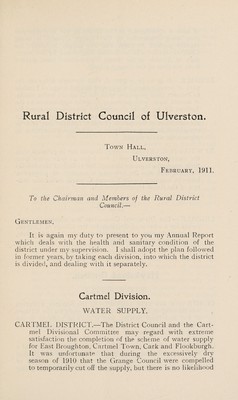 Rural District Council of Ulverston.
Town Hall,
Ulverston,
February, 1911.
To the Chairman and Members of the Rural District
Council.—
Gentlemen,
It is again my duty to present to you my Annual Report
which deals with the health and sanitary condition of the
district under my supervision. I shall adopt the plan followed
in former years, by taking each division, into which the district
is divided, and dealing with it separately.
Cartmel Division.
WATER SUPPLY.
CARTMEL DISTRICT.—The District Council and the Cart-
mel Divisional Committee may regard with extreme
satisfaction the completion of the scheme of water supply
for East Broughton, Cartmel Town, Cark and Flookburgh.
It was unfortunate that during the excessively dry
season of 1910 that the Grange Council were compelled
to temporarily cut off the supply, but there is no likelihood